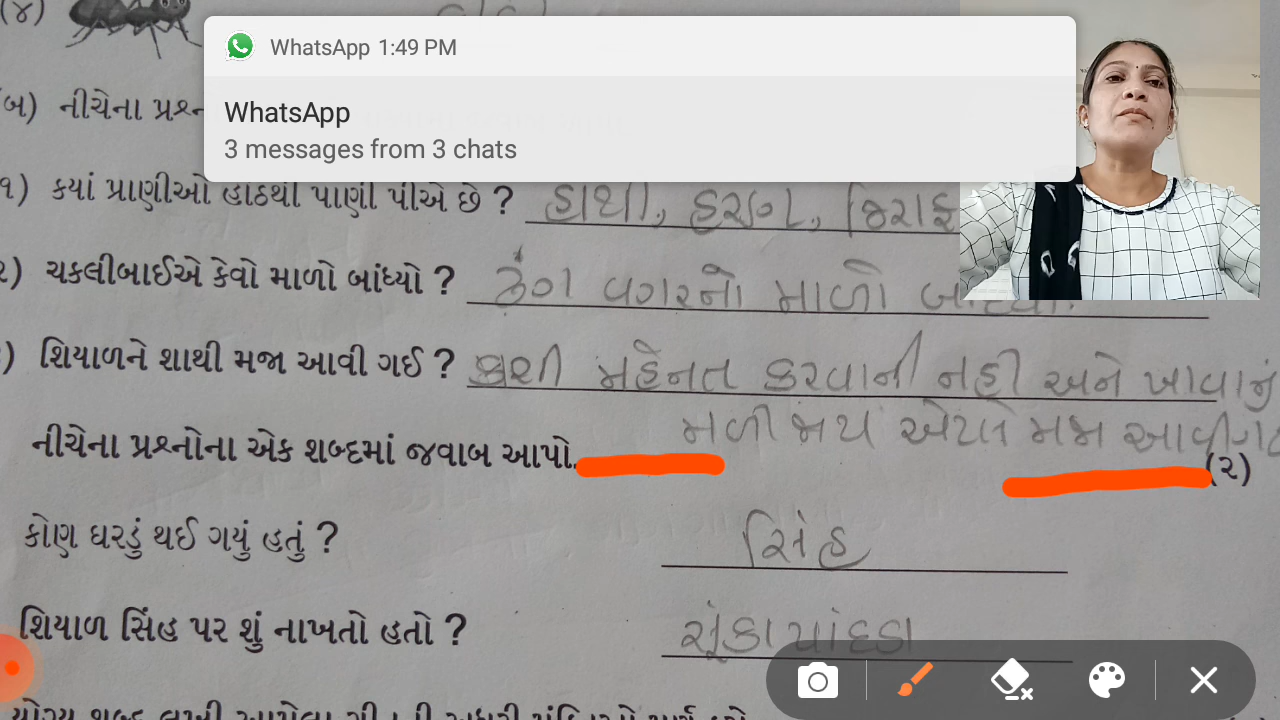 (૪)
WhatsApp 1:49 PM
WhatsApp
3 messages from 3 chats
(બ) નીચેના પ્રશ્ન
૧) કયાં પ્રાણીઓ હોઠથી પાણી પીએ છે ? હાથી, હરણ, જિરાફ
૨) ચકલીબાઈએ કેવો માળો બાંધ્યો ? ઢંગ વગરનો માળો બાંધ્યો.
) શિયાળને શાથી મજા આવી ગઈ ? કશી મહેનત કરવાની નહી અને ખાવાનું
મળી જાય એટલે મજા આવી ગઈ
નીચેના પ્રશ્નોના એક શબ્દમાં જવાબ આપો. (૨)
કોણ ઘરડું થઈ ગયું હતું ? સિંહ
શિયાળ સિંહ પર શું નાખતો હતો ? સૂંકા પાંદડા